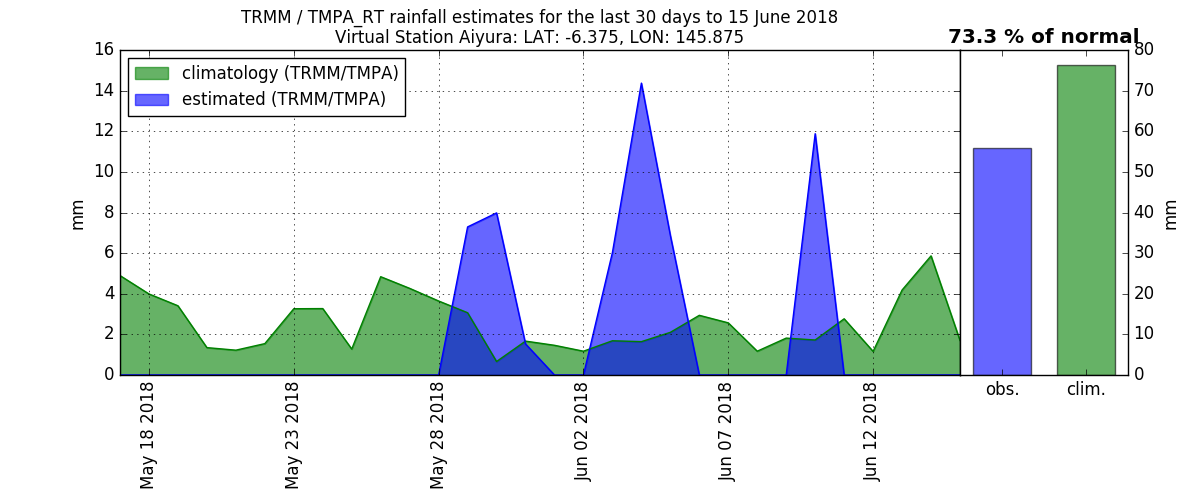 TRMM / TMPA_RT rainfall estimates for the last 30 days to 15 June 2018
Virtual Station Aiyura: LAT: -6.375, LON: 145.875
73.3 % of normal
climatology (TRMM/TMPA)
estimated (TRMM/TMPA)
16
14
12
10
8
6
4
2
0
mm
May 18 2018
May 23 2018
May 28 2018
Jun 02 2018
Jun 07 2018
Jun 12 2018
obs.
clim.
80
70
60
50
40
30
20
10
0
mm